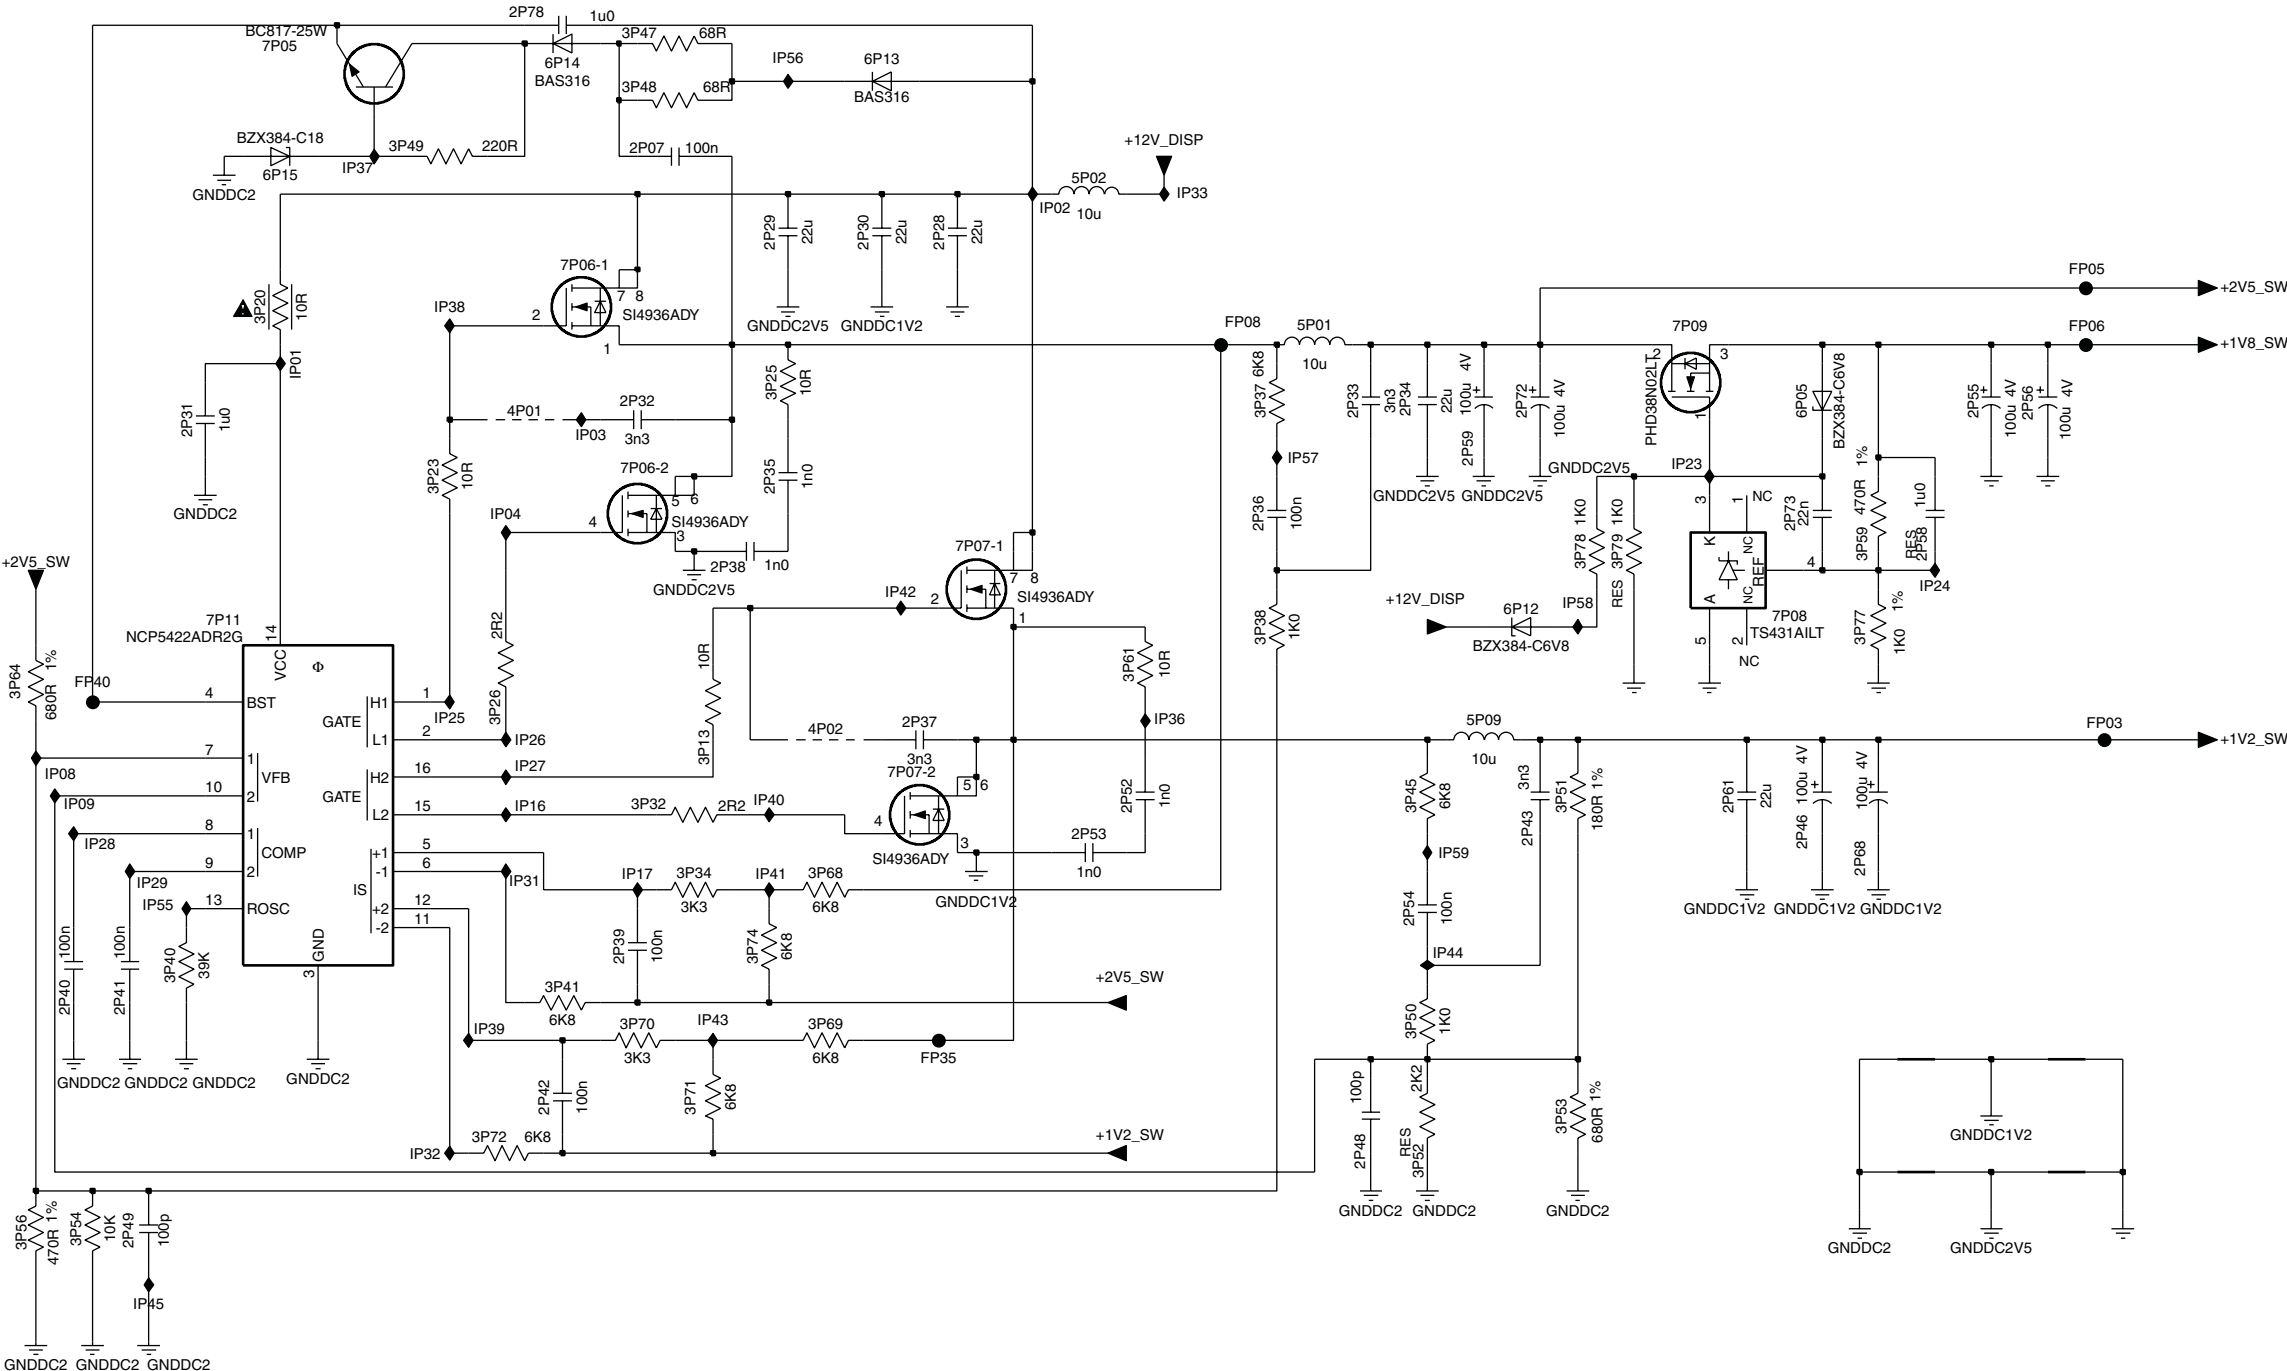 2P78
1u0
BC817-25W
7P05
3P47
68R
6P14
BAS316
3P48
68R
IP56
6P13
BAS316
BZX384-C18
6P15
IP37
3P49
220R
2P07
100n
GNDDC2
+12V_DISP
5P02
10u
IP33
IP02
2P29
22u
2P30
22u
2P28
22u
GNDDC2V5
GNDDC1V2
7P06-1
7 8
SI4936ADY
2
1
IP38
3P20
10R
IP01
2P31
1u0
GNDDC2
4P01
IP03
2P32
3n3
3P25
10R
2P35
1n0
3P23
10R
7P06-2
5 6
SI4936ADY
4
3
IP04
2P38
1n0
GNDDC2V5
FP08
5P01
10u
3P37
6K8
IP57
2P36
100n
3P38
1K0
2P33
3n3
2P34
22u
2P59
100u 4V
2P72
100u 4V
GNDDC2V5
GNDDC2V5
GNDDC2V5
FP05
+2V5_SW
7P09
PHD38N02LT
2
3
1
FP06
+1V8_SW
6P05
BZX384-C6V8
IP23
2P73
22n
3P59
470R
1%
1u0
RES
2P58
IP24
2P55
100u 4V
2P56
100u 4V
3P78
1K0
3P79
1K0
RES
3
1
NC
K
NC
REF
4
A
NC
5
2
NC
7P08
TS431AILT
3P77
1K0
1%
+12V_DISP
6P12
BZX384-C6V8
IP58
+2V5_SW
3P64
680R
1%
FP40
7P11
NCP5422ADR2G
14
VCC
Φ
4
BST
7
1
VFB
10
2
8
1
COMP
9
2
13
ROSC
GND
3
H1
1
GATE
L1
2
H2
16
GATE
L2
15
+1
5
-1
6
IS
+2
12
-2
11
IP08
IP09
IP28
IP29
IP55
IP25
IP26
IP27
IP16
IP31
3P26
2R2
3P13
10R
IP42
7P07-1
7 8
SI4936ADY
2
1
3P61
10R
IP36
4P02
2P37
3n3
7P07-2
5 6
4
3
SI4936ADY
2P52
1n0
2P53
1n0
GNDDC1V2
3P32
2R2
IP40
IP17
3P34
3K3
IP41
3P68
6K8
2P39
100n
3P74
6K8
3P41
6K8
+2V5_SW
IP39
3P70
3K3
IP43
3P69
6K8
FP35
2P42
100n
3P71
6K8
IP32
3P72
6K8
+1V2_SW
2P40
100n
2P41
100n
3P40
39K
GNDDC2
GNDDC2
GNDDC2
GNDDC2
5P09
10u
FP03
+1V2_SW
3P45
6K8
IP59
2P54
100n
IP44
3P50
1K0
2P43
3n3
3P51
180R 1%
2P61
22u
2P46
100u 4V
2P68
100u 4V
GNDDC1V2
GNDDC1V2
GNDDC1V2
2P48
100p
RES
3P52
2K2
3P53
680R 1%
GNDDC2
GNDDC2
GNDDC2
3P56
470R 1%
3P54
10K
2P49
100p
IP45
GNDDC2
GNDDC2
GNDDC2
GNDDC1V2
GNDDC2
GNDDC2V5